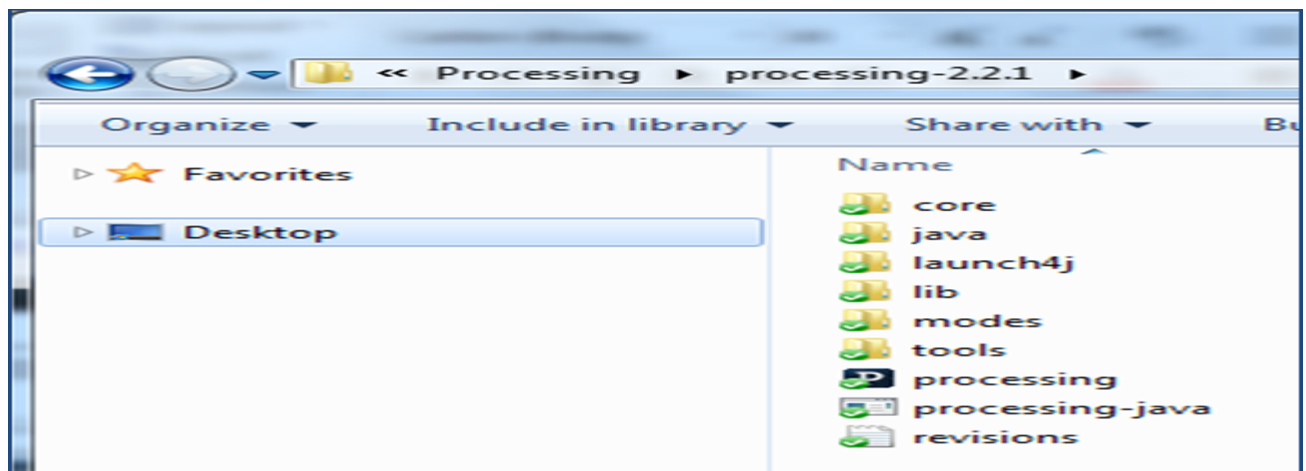 « Processing ▸ processing-2.2.1 ▸
Organize Include in library Share with
Favorites
Desktop
Name
core
java
launch4j
lib
modes
tools
processing
processing-java
revisions